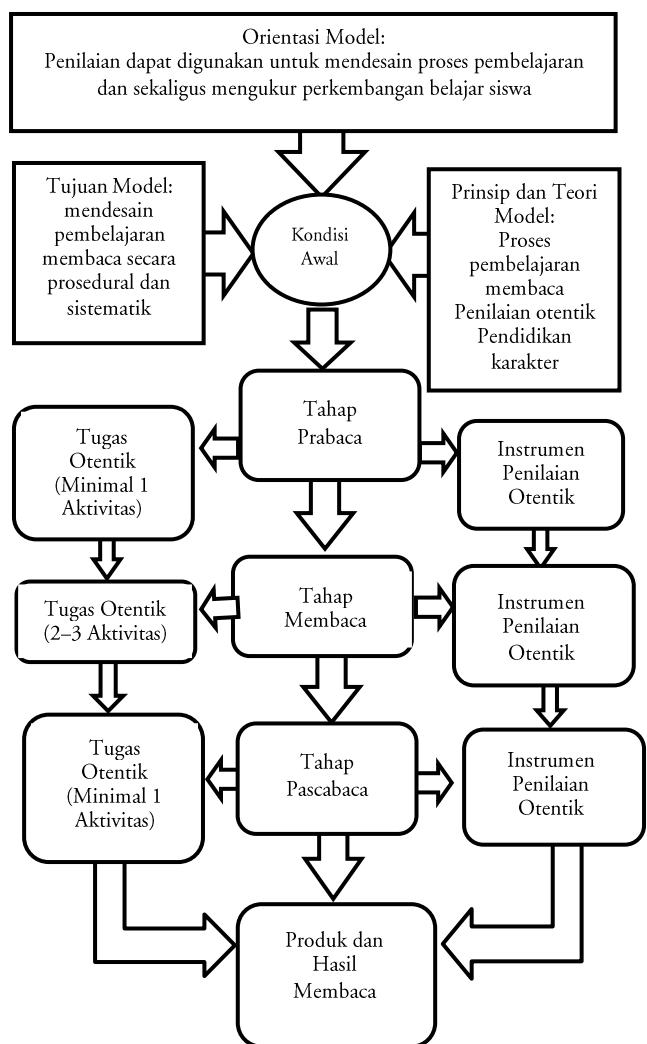 Orientasi Model:
Penilaian dapat digunakan untuk mendesain proses pembelajaran
dan sekaligus mengukur perkembangan belajar siswa
Tujuan Model:
mendesain
pembelajaran
membaca secara
prosedural dan
sistematik
Kondisi
Awal
Prinsip dan Teori
Model:
Proses
pembelajaran
membaca
Penilaian otentik
Pendidikan
karakter
Tahap
Prabaca
Tugas
Otentik
(Minimal 1
Aktivitas)
Instrumen
Penilaian
Otentik
Tugas Otentik
(2–3 Aktivitas)
Tahap
Membaca
Instrumen
Penilaian
Otentik
Tugas
Otentik
(Minimal 1
Aktivitas)
Tahap
Pascabaca
Instrumen
Penilaian
Otentik
Produk dan
Hasil
Membaca